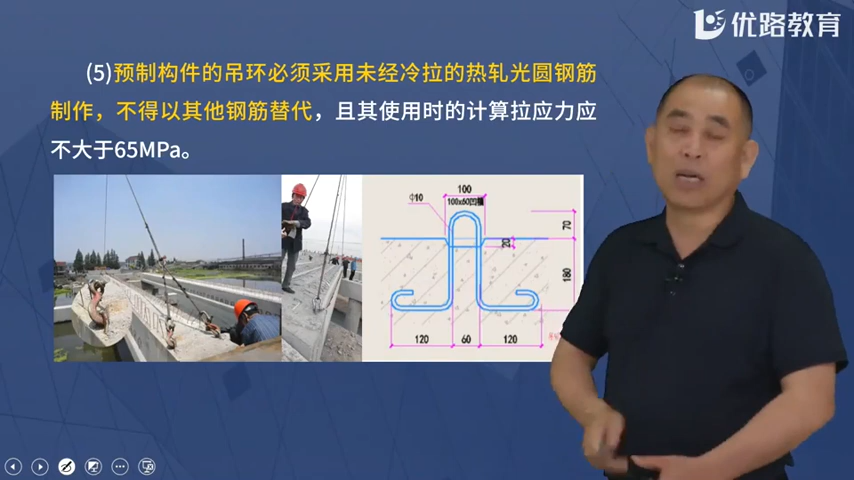 优路教育
(5)预制构件的吊环必须采用未经冷拉的热轧光圆钢筋
制作，不得以其他钢筋替代，且其使用时的计算拉应力应
不大于65MPa。
100
Φ10
100x60凹槽
70
20
180
120
60
120